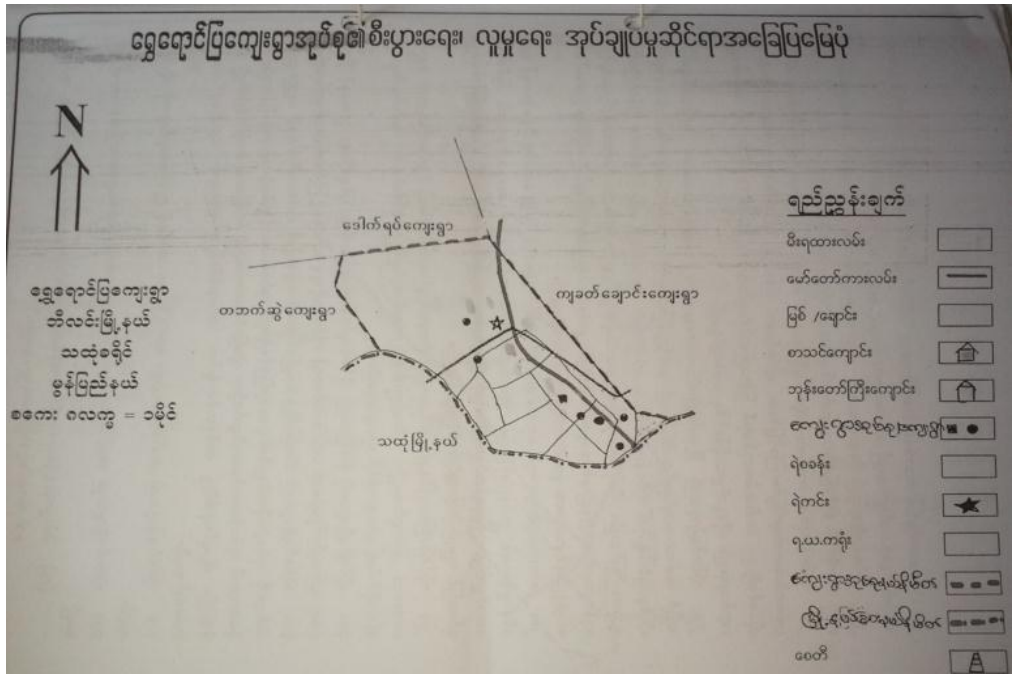 ရွှေရောင်ပြကျေးရွာအုပ်စု၏စီးပွားရေး၊ လူမှုရေး အုပ်ချုပ်မှုဆိုင်ရာအခြေပြမြေပုံ
N
ရွှေရောင်ပြကျေးရွာ
ဘီလင်းမြို့နယ်
သထုံခရိုင်
မွန်ပြည်နယ်
စကေး ၈လက္မ = ၁မိုင်
ဒေါက်ရပ်ကျေးရွာ
ကျခတ်ချောင်းကျေးရွာ
တဘက်ဆွဲကျေးရွာ
သထုံမြို့နယ်
ရည်ညွှန်းချက်
မီးရထားလမ်း
မော်တော်ကားလမ်း
မြစ် /ချောင်း
စာသင်ကျောင်း
ဘုန်းတော်ကြီးကျောင်း
ရဲစခန်း
ရဲကင်း
ရ.ယ.ကရုံး
စေတီ